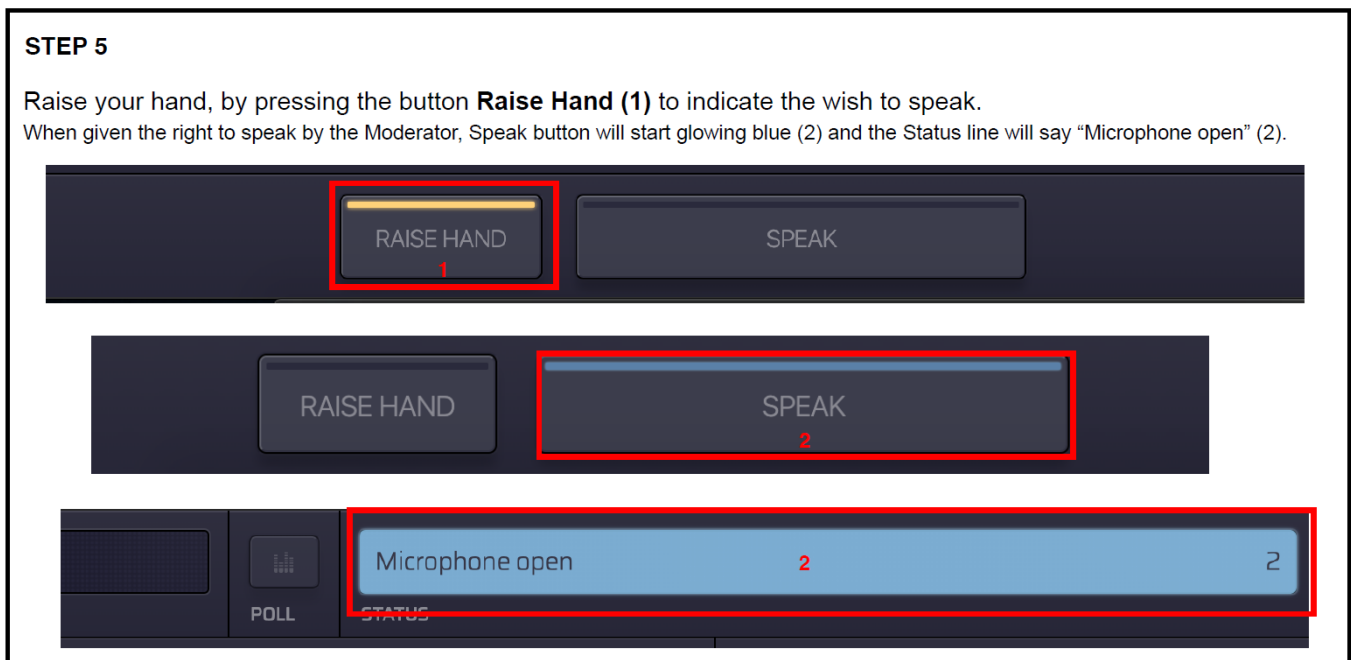 STEP 5
Raise your hand, by pressing the button Raise Hand (1) to indicate the wish to speak.
When given the right to speak by the Moderator, Speak button will start glowing blue (2) and the Status line will say “Microphone open” (2).
RAISE HAND
1
SPEAK
RAISE HAND
SPEAK
2
Microphone open 2 2
POLL STATUS